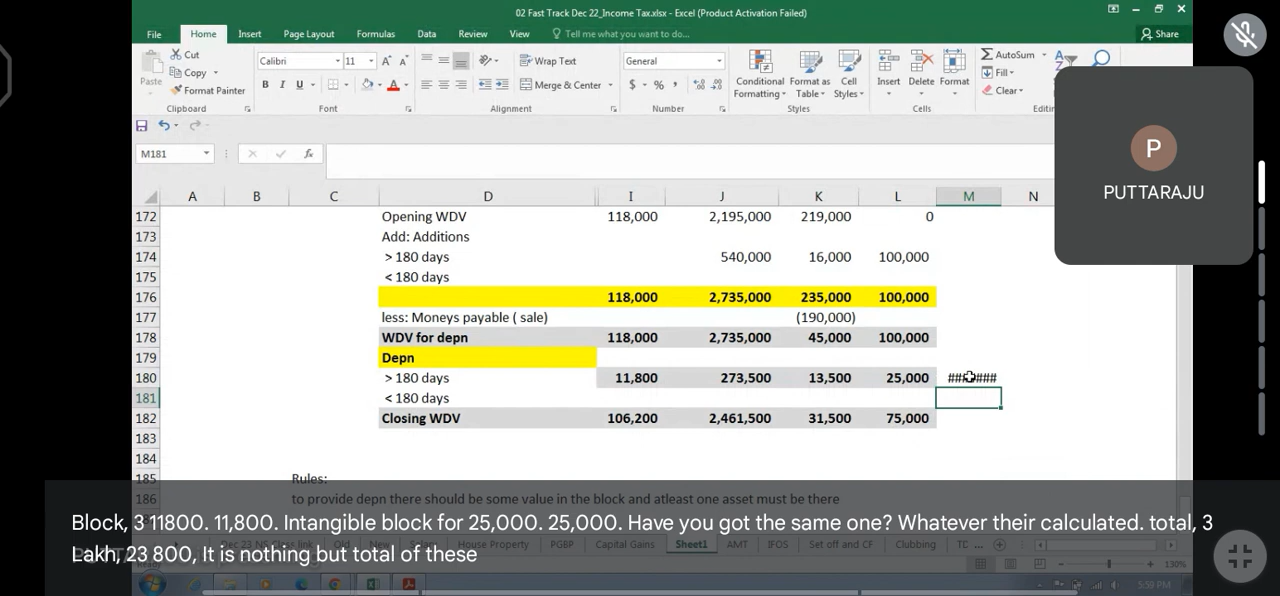 02 Fast Track Dec 22_Income Tax.xlsx - Excel (Product Activation Failed)
File Home Insert Page Layout Formulas Data Review View Tell me what you want to do... Share
Cut
Copy
Paste Format Painter
Calibri 11 A A
B I U A
Wrap Text
Merge & Center
General
$ % ,
Conditional Formatting Format as Table Cell Styles
Insert Delete Format
AutoSum
Fill
Clear
Clipboard Font Alignment Number Styles Cells
M181 fx
P
PUTTARAJU
A B C D I J K L M N
172 Opening WDV 118,000 2,195,000 219,000 0
173 Add: Additions
174 > 180 days 540,000 16,000 100,000
175 < 180 days
176 118,000 2,735,000 235,000 100,000
177 less: Moneys payable ( sale) (190,000)
178 WDV for depn 118,000 2,735,000 45,000 100,000
179 Depn
180 > 180 days 11,800 273,500 13,500 25,000
181 < 180 days
182 Closing WDV 106,200 2,461,500 31,500 75,000
183
184
185 Rules:
186 to provide depn there should be some value in the block and atleast one asset must be there
Block, 3 11800. 11,800. Intangible block for 25,000. 25,000. Have you got the same one? Whatever their calculated. total, 3
Lakh, 23 800, It is nothing but total of these
House Property PGBP Capital Gains Sheet1 AMT IFOS Set off and CF Clubbing
130%
5:59 PM